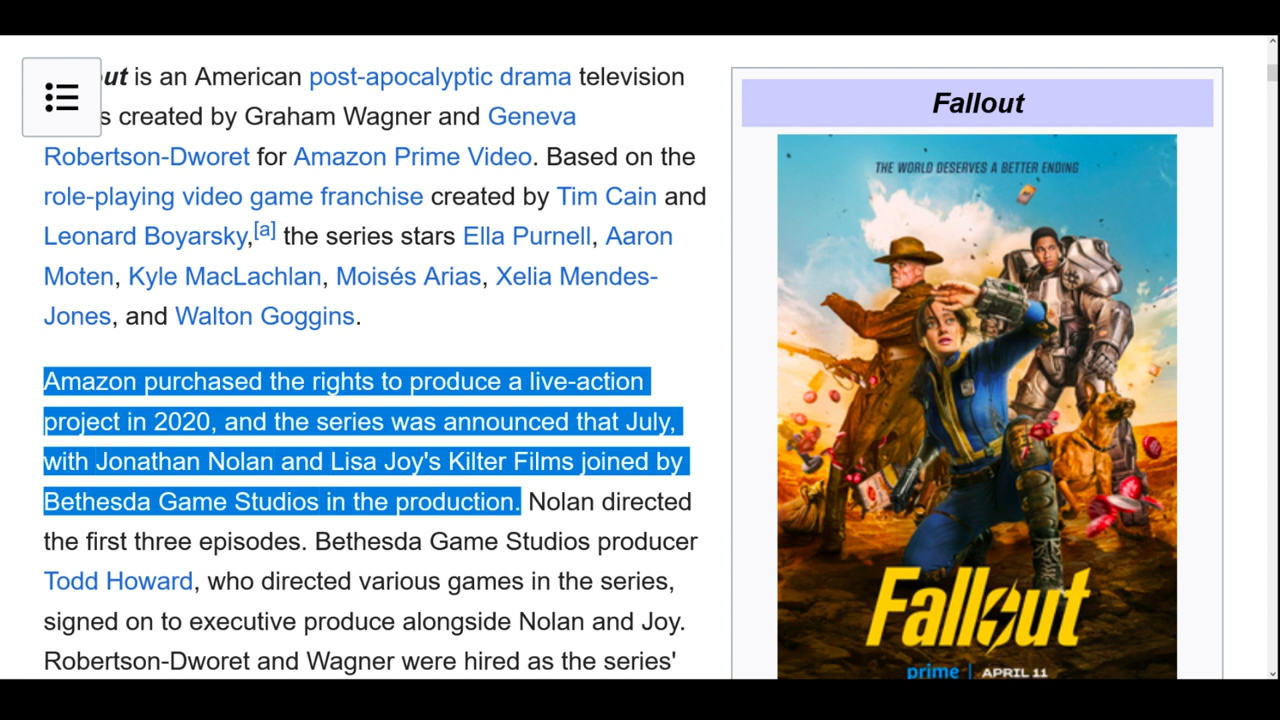 out is an American post-apocalyptic drama television
s created by Graham Wagner and Geneva
Robertson-Dworet for Amazon Prime Video. Based on the
role-playing video game franchise created by Tim Cain and
Leonard Boyarsky,[a] the series stars Ella Purnell, Aaron
Moten, Kyle MacLachlan, Moisés Arias, Xelia Mendes-
Jones, and Walton Goggins.
Amazon purchased the rights to produce a live-action
project in 2020, and the series was announced that July,
with Jonathan Nolan and Lisa Joy's Kilter Films joined by
Bethesda Game Studios in the production. Nolan directed
the first three episodes. Bethesda Game Studios producer
Todd Howard, who directed various games in the series,
signed on to executive produce alongside Nolan and Joy.
Robertson-Dworet and Wagner were hired as the series'
Fallout
THE WORLD DESERVES A BETTER ENDING
Fallout
prime | APRIL 11